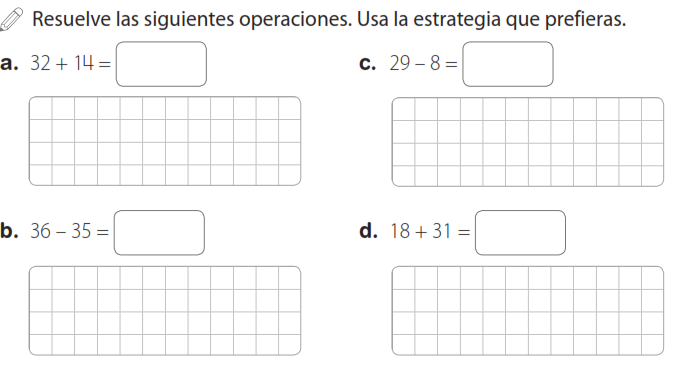 Resuelve las siguientes operaciones. Usa la estrategia que prefieras.
a. 32 + 14 =
c. 29 – 8 =
b. 36 – 35 =
d. 18 + 31 =